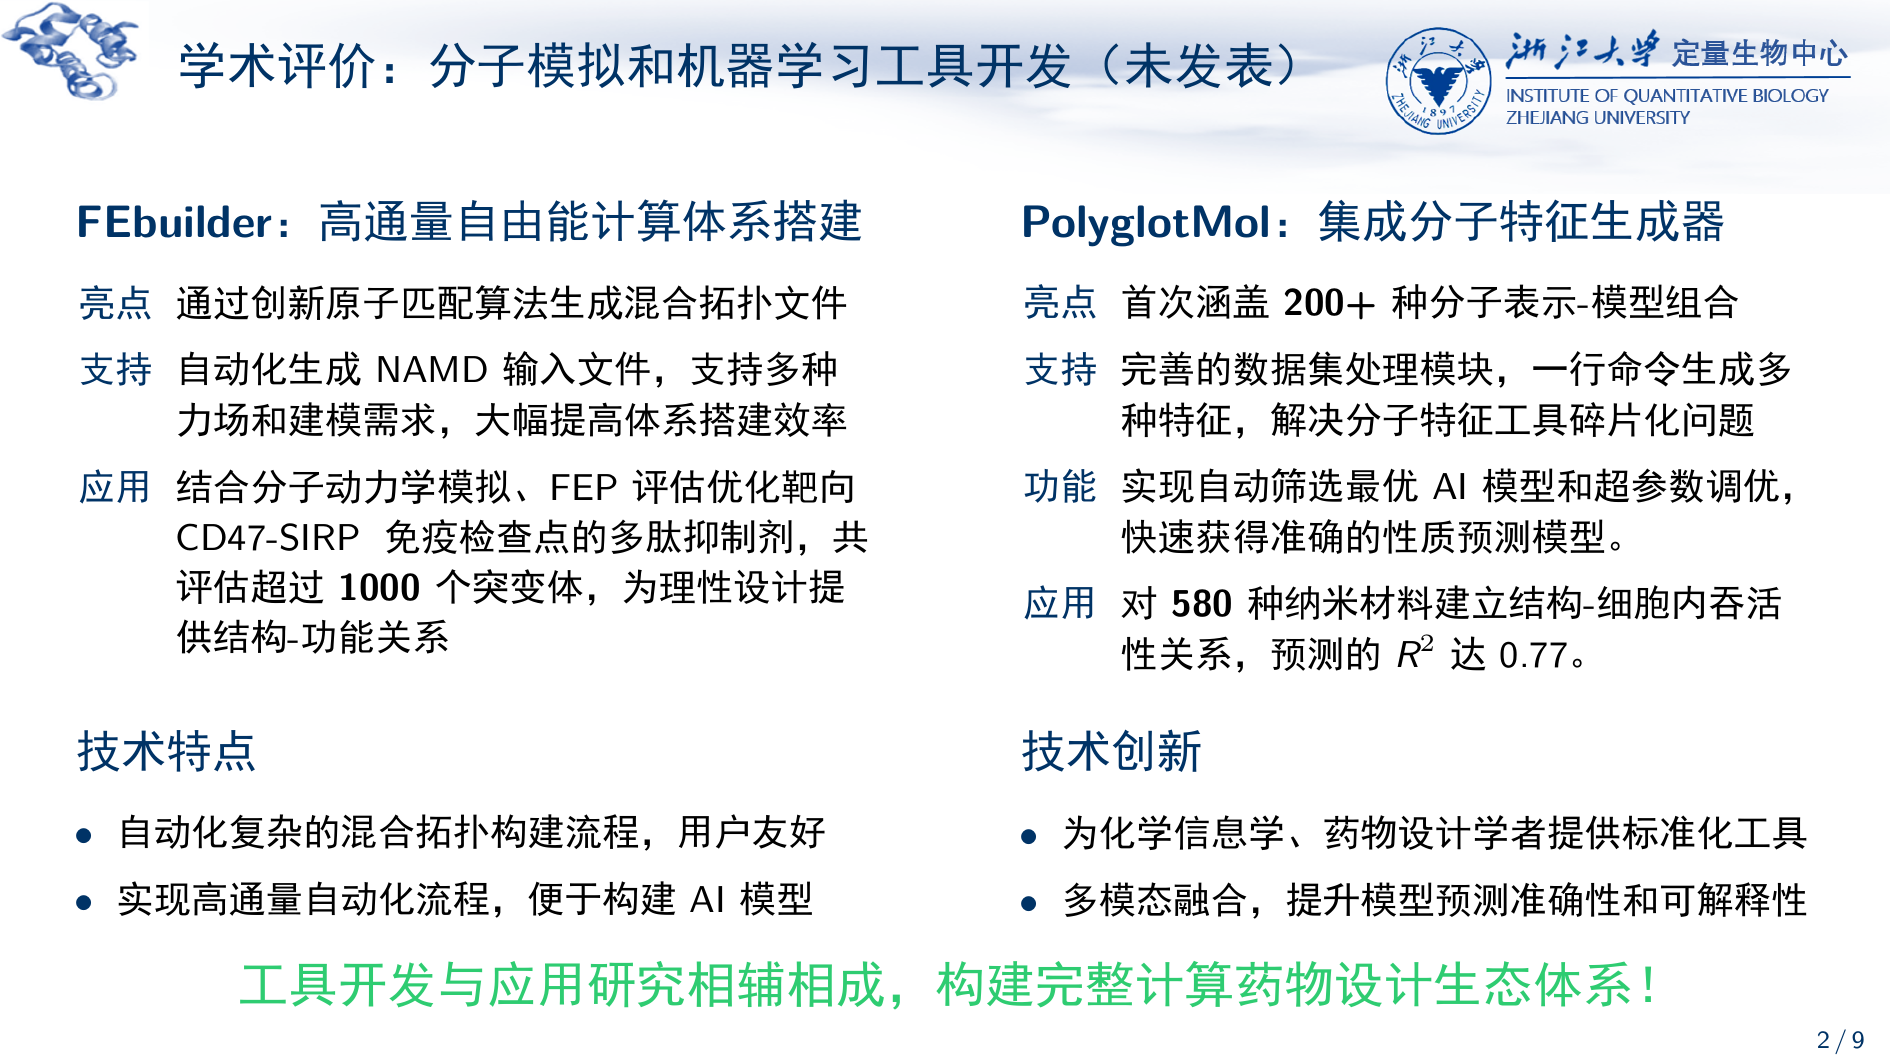 学术评价：分子模拟和机器学习工具开发（未发表）
浙江大学 定量生物中心
INSTITUTE OF QUANTITATIVE BIOLOGY
ZHEJIANG UNIVERSITY
浙江大学
1897
ZHEJIANG UNIVERSITY
FEbuilder：高通量自由能计算体系搭建
亮点 通过创新原子匹配算法生成混合拓扑文件
支持 自动化生成 NAMD 输入文件，支持多种
力场和建模需求，大幅提高体系搭建效率
应用 结合分子动力学模拟、FEP 评估优化靶向
CD47-SIRP 免疫检查点的多肽抑制剂，共
评估超过 1000 个突变体，为理性设计提
供结构-功能关系
技术特点
• 自动化复杂的混合拓扑构建流程，用户友好
• 实现高通量自动化流程，便于构建 AI 模型
PolyglotMol：集成分子特征生成器
亮点 首次涵盖 200+ 种分子表示-模型组合
支持 完善的数据集处理模块，一行命令生成多
种特征，解决分子特征工具碎片化问题
功能 实现自动筛选最优 AI 模型和超参数调优，
快速获得准确的性质预测模型。
应用 对 580 种纳米材料建立结构-细胞内吞活
性关系，预测的 R² 达 0.77。
技术创新
• 为化学信息学、药物设计学者提供标准化工具
• 多模态融合，提升模型预测准确性和可解释性
工具开发与应用研究相辅相成，构建完整计算药物设计生态体系！
2 / 9